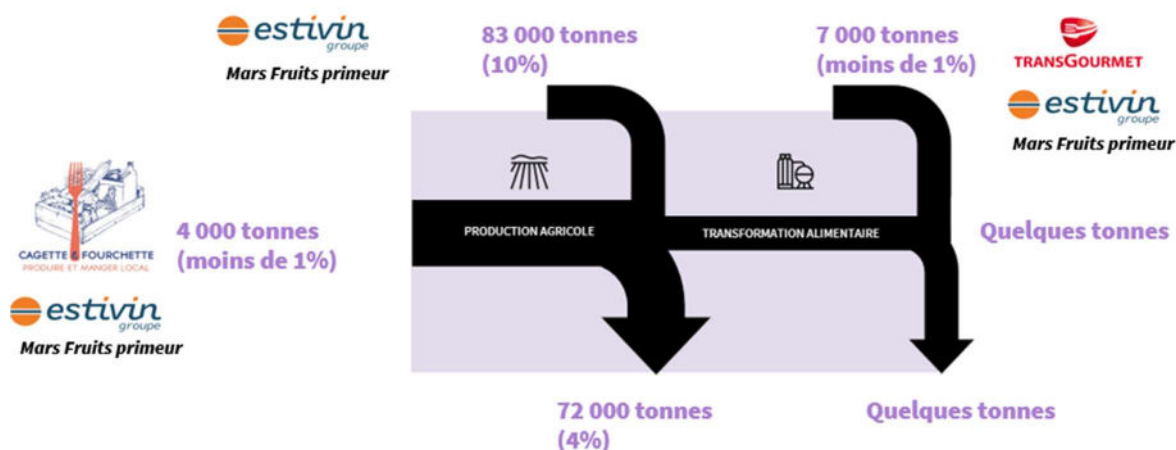 estivin
groupe
Mars Fruits primeur
83 000 tonnes
(10%)
7 000 tonnes
(moins de 1%)
TRANSGOURMET
estivin
groupe
Mars Fruits primeur
CAGETTE & FOURCHETTE
PRODUIRE ET MANGER LOCAL
4 000 tonnes
(moins de 1%)
PRODUCTION AGRICOLE
TRANSFORMATION ALIMENTAIRE
Quelques tonnes
estivin
groupe
Mars Fruits primeur
72 000 tonnes
(4%)
Quelques tonnes